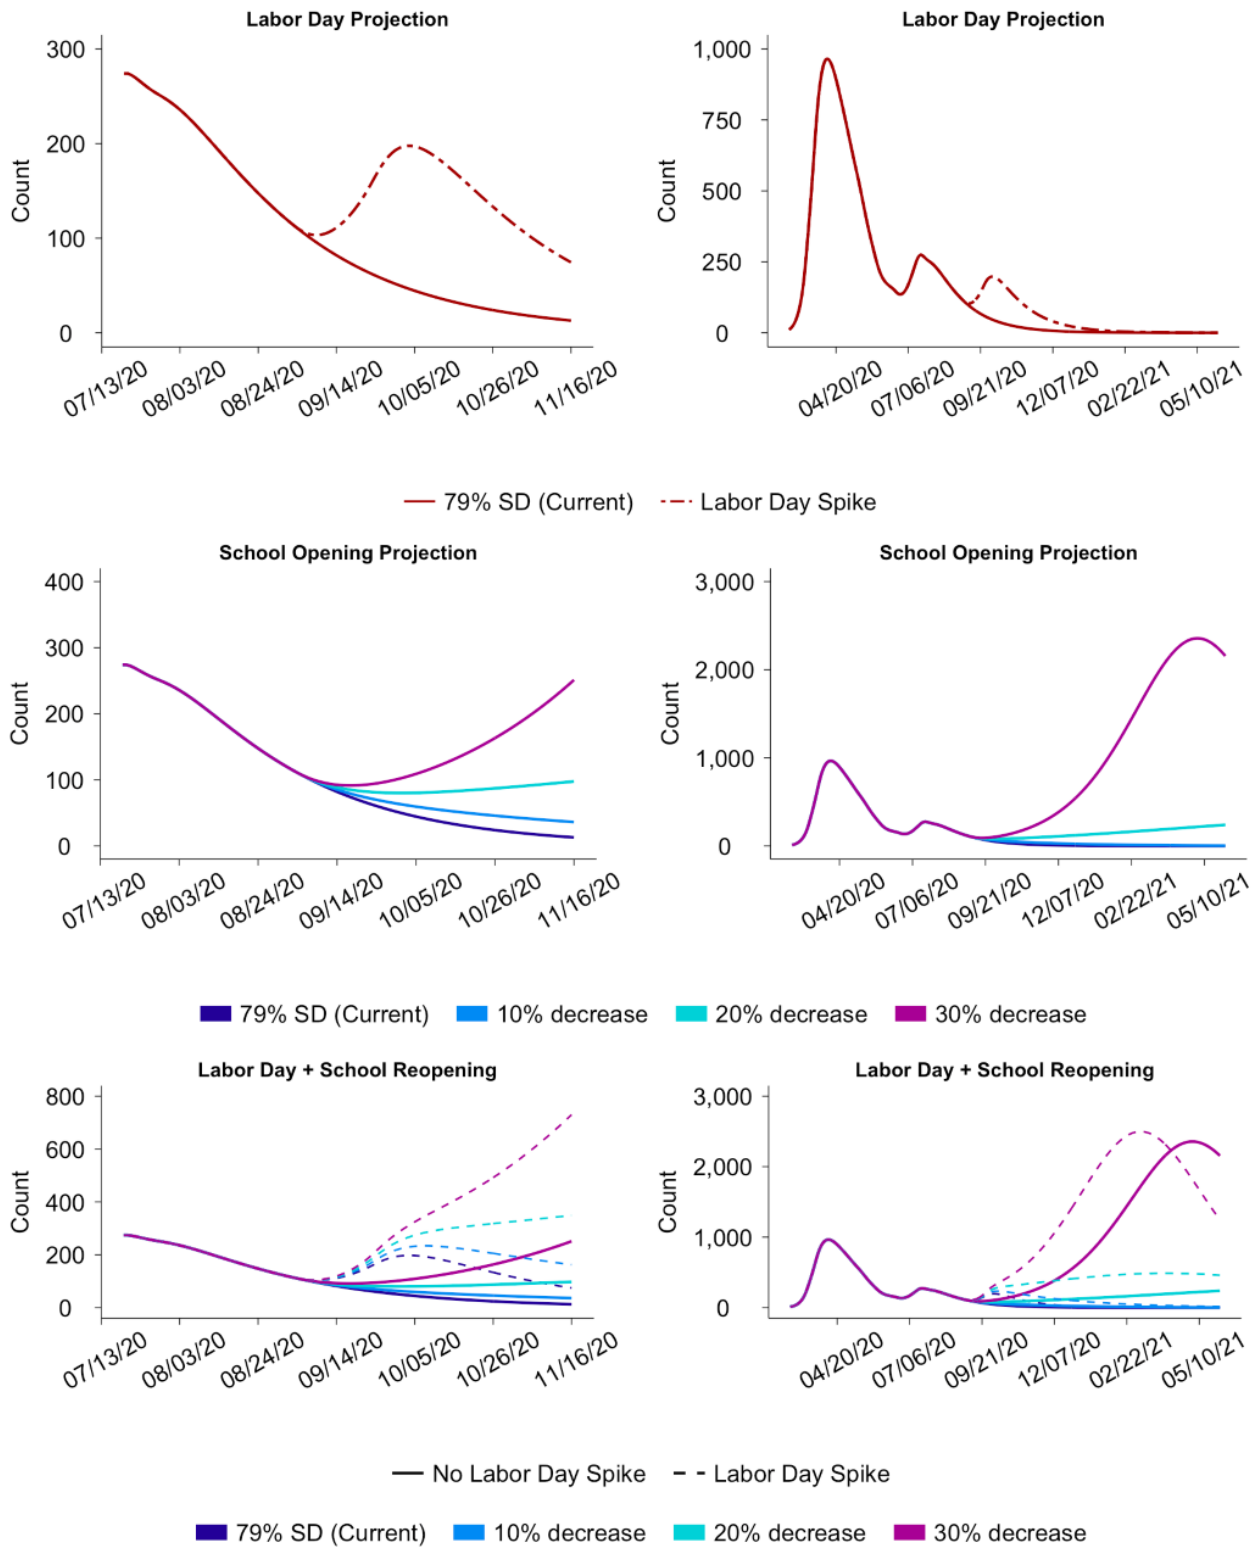 Labor Day Projection
Labor Day Projection
300
200
100
0
Count
07/13/20 08/03/20 08/24/20 09/14/20 10/05/20 10/26/20 11/16/20
1,000
750
500
250
0
Count
04/20/20 07/06/20 09/21/20 12/07/20 02/22/21 05/10/21
79% SD (Current) Labor Day Spike
School Opening Projection
School Opening Projection
400
300
200
100
0
Count
07/13/20 08/03/20 08/24/20 09/14/20 10/05/20 10/26/20 11/16/20
3,000
2,000
1,000
0
Count
04/20/20 07/06/20 09/21/20 12/07/20 02/22/21 05/10/21
79% SD (Current) 10% decrease 20% decrease 30% decrease
Labor Day + School Reopening
Labor Day + School Reopening
800
600
400
200
0
Count
07/13/20 08/03/20 08/24/20 09/14/20 10/05/20 10/26/20 11/16/20
3,000
2,000
1,000
0
Count
04/20/20 07/06/20 09/21/20 12/07/20 02/22/21 05/10/21
No Labor Day Spike Labor Day Spike
79% SD (Current) 10% decrease 20% decrease 30% decrease